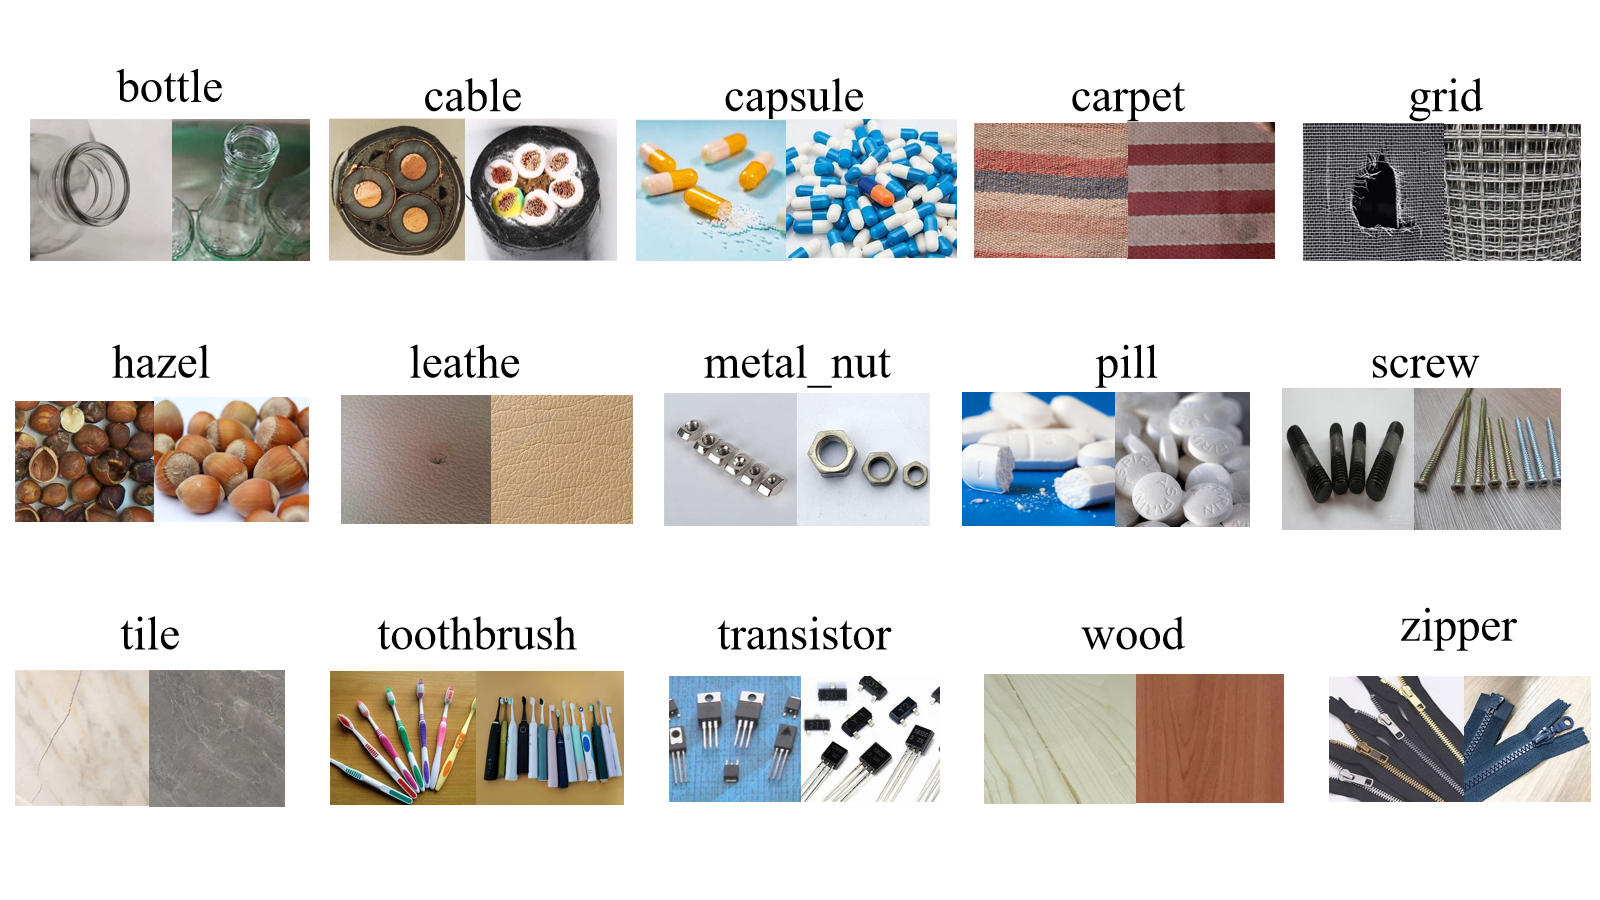 bottle
cable
capsule
carpet
grid
hazel
leathe
metal_nut
pill
screw
tile
toothbrush
transistor
wood
zipper